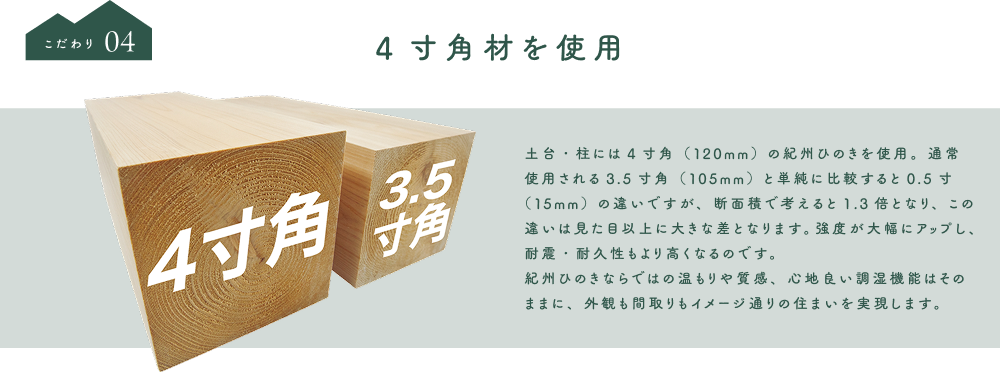 こだわり 04
4寸角材を使用
4寸角
3.5
寸角
土台・柱には4寸角（120mm）の紀州ひのきを使用。通常
使用される3.5寸角（105mm）と単純に比較すると0.5寸
（15mm）の違いですが、断面積で考えると1.3倍となり、この
違いは見た目以上に大きな差となります。強度が大幅にアップし、
耐震・耐久性もより高くなるのです。
紀州ひのきならではの温もりや質感、心地良い調湿機能はその
ままに、外観も間取りもイメージ通りの住まいを実現します。